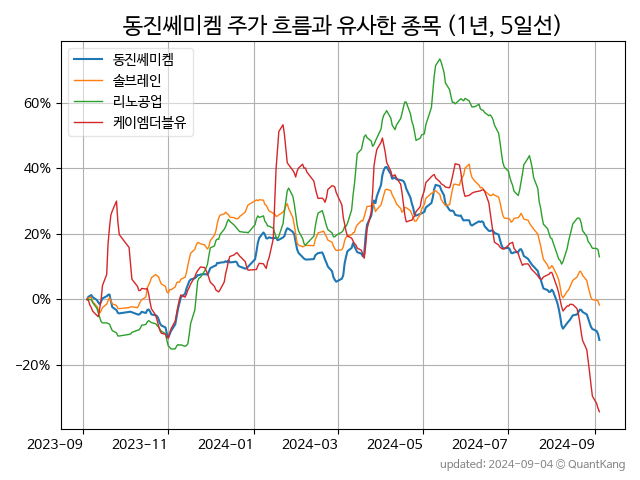 동진쎄미켐 주가 흐름과 유사한 종목 (1년, 5일선)
동진쎄미켐
솔브레인
리노공업
케이엠더블유
60%
40%
20%
0%
−20%
2023-09 2023-11 2024-01 2024-03 2024-05 2024-07 2024-09
updated: 2024-09-04 © QuantKang